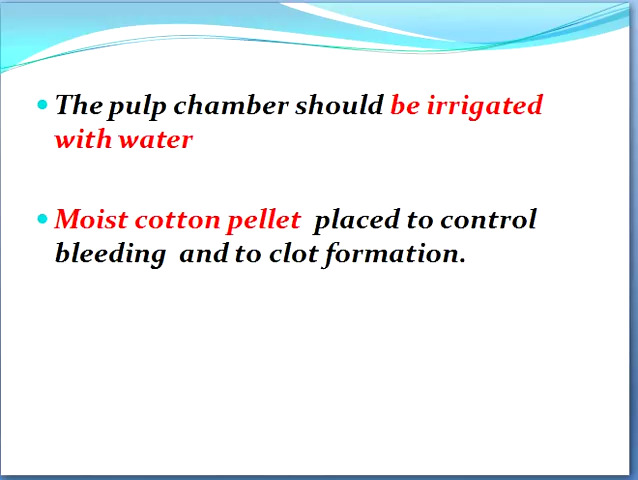 The pulp chamber should be irrigated
with water
Moist cotton pellet placed to control
bleeding and to clot formation.